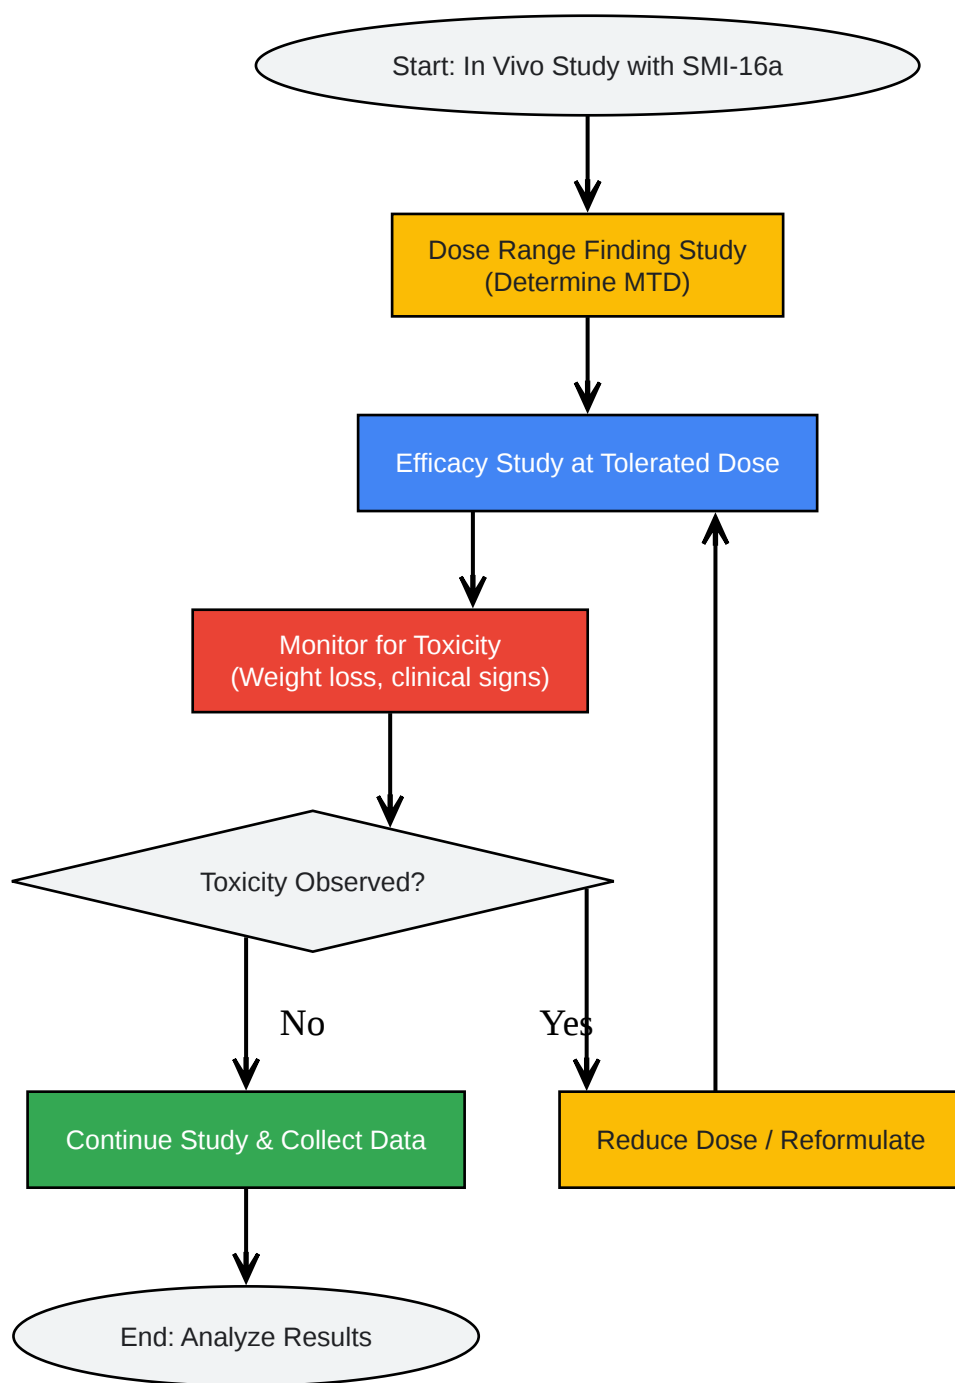 Start: In Vivo Study with SMI-16a
Dose Range Finding Study
(Determine MTD)
Efficacy Study at Tolerated Dose
Monitor for Toxicity
(Weight loss, clinical signs)
Toxicity Observed?
No
Yes
Continue Study & Collect Data
Reduce Dose / Reformulate
End: Analyze Results